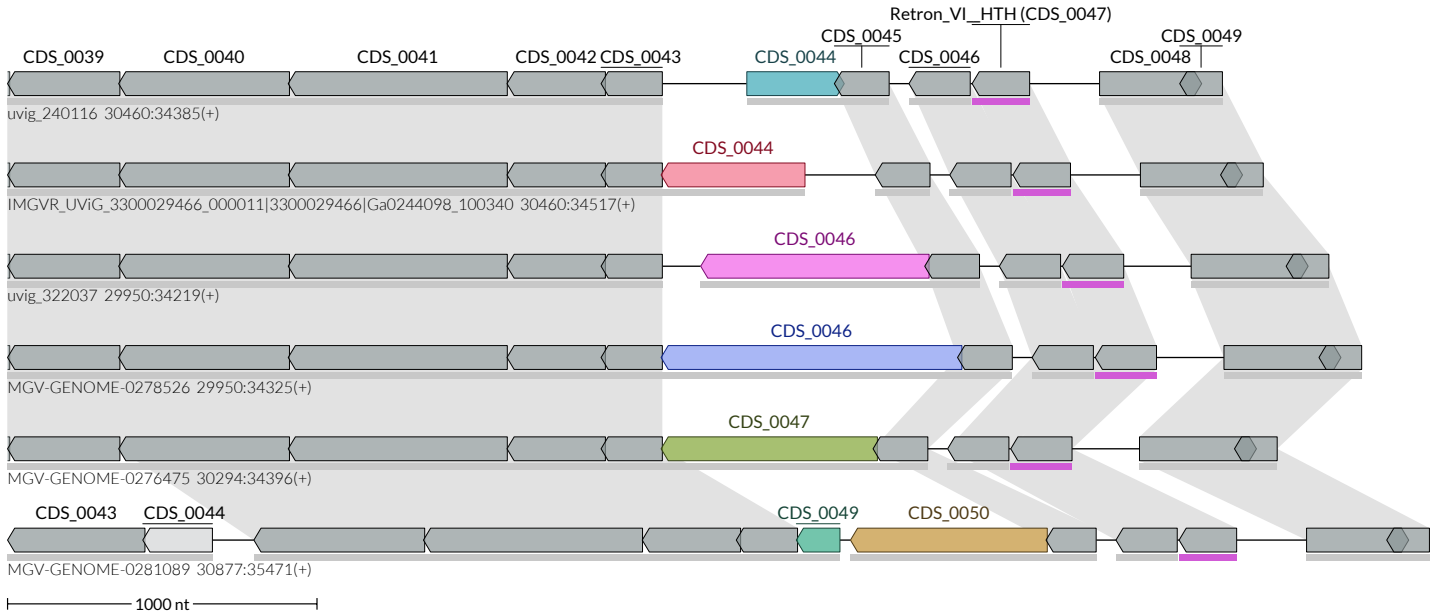 Retron_VI__HTH (CDS_0047)
CDS_0045 CDS_0049
CDS_0039 CDS_0040 CDS_0041 CDS_0042 CDS_0043 CDS_0044 CDS_0046 CDS_0048
uvig_240116 30460:34385(+)
CDS_0044
IMGVR_UViG_3300029466_000011|3300029466|Ga0244098_100340 30460:34517(+)
CDS_0046
uvig_322037 29950:34219(+)
CDS_0046
MGV-GENOME-0278526 29950:34325(+)
CDS_0047
MGV-GENOME-0276475 30294:34396(+)
CDS_0043 CDS_0044 CDS_0049 CDS_0050
MGV-GENOME-0281089 30877:35471(+)
1000 nt